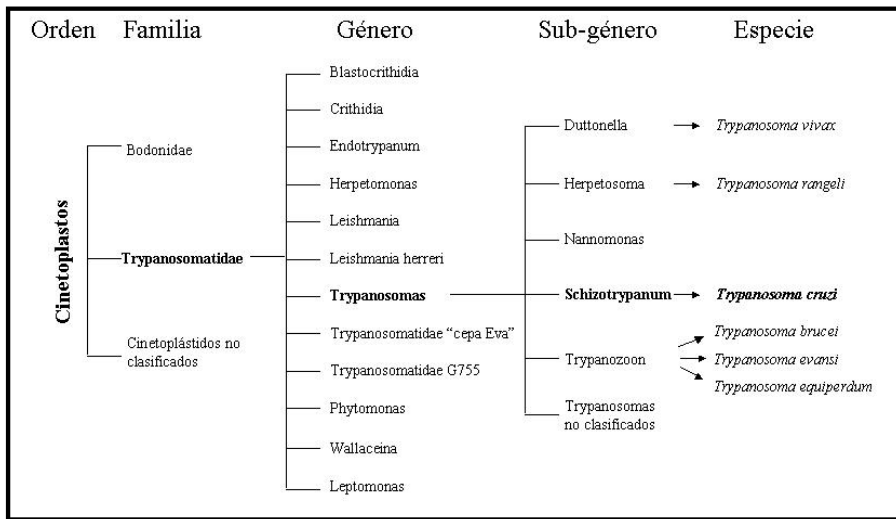 Orden Familia Género Sub-género Especie
Cinetoplastos
Bodonidae
Trypanosomatidae
Cinetoplástidos no
clasificados
Blastocrithidia
Crithidia
Endotrypanum
Herpetomonas
Leishmania
Leishmania herreri
Trypanosomas
Trypanosomatidae “cepa Eva”
Trypanosomatidae G755
Phytomonas
Wallaceina
Leptomonas
Duttonella
Herpetosoma
Nannomonas
Schizotrypanum
Trypanozoon
Trypanosomas
no clasificados
Trypanosoma vivax
Trypanosoma rangeli
Trypanosoma cruzi
Trypanosoma brucei
Trypanosoma evansi
Trypanosoma equiperdum